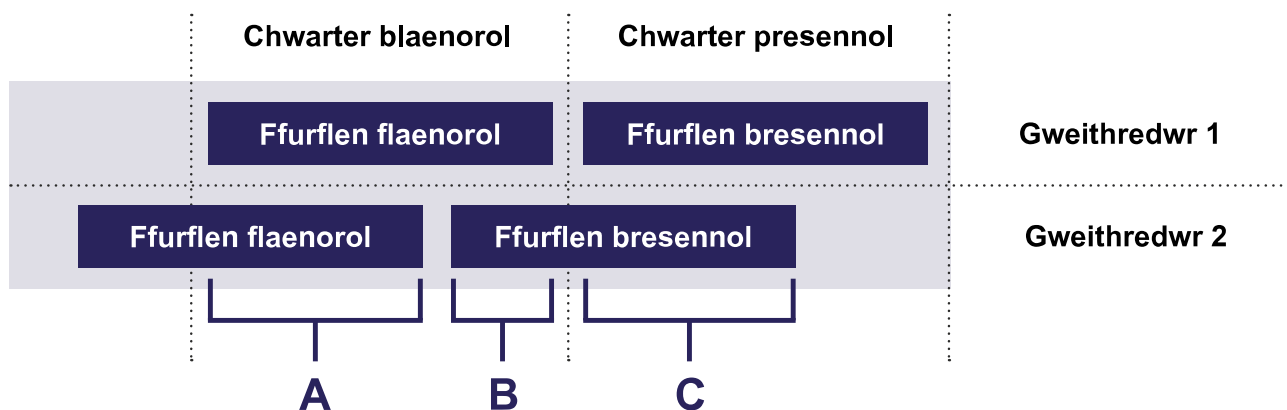 Chwarter blaenorol
Chwarter presennol
Ffurflen flaenorol
Ffurflen bresennol
Gweithredwr 1
Ffurflen flaenorol
Ffurflen bresennol
Gweithredwr 2
A
B
C